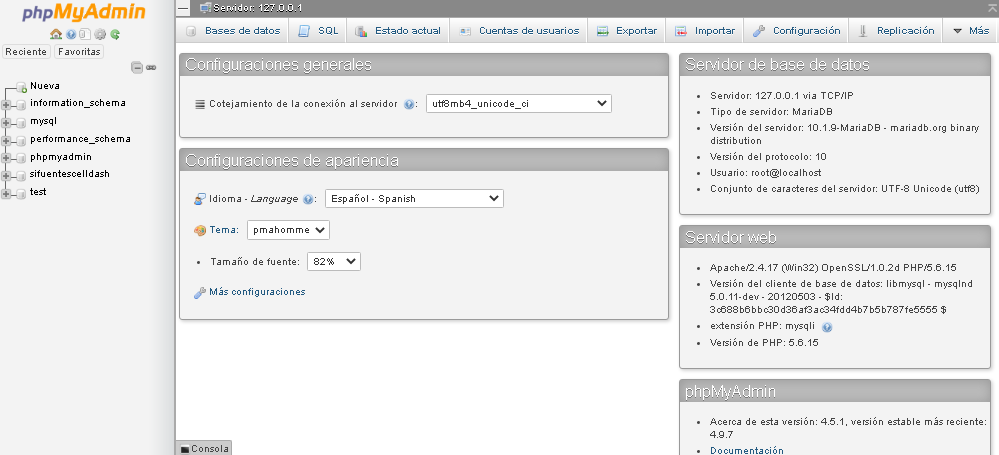 phpMyAdmin
Reciente Favoritas
Nueva
information_schema
mysql
performance_schema
phpmyadmin
sifuentescelldash
test
Servidor: 127.0.0.1
Bases de datos SQL Estado actual Cuentas de usuarios Exportar Importar Configuración Replicación Más
Configuraciones generales
Cotejamiento de la conexión al servidor : utf8mb4_unicode_ci
Configuraciones de apariencia
Idioma - Language : Español - Spanish
Tema: pmahomme
Tamaño de fuente: 82%
Más configuraciones
Consola
Servidor de base de datos
Servidor: 127.0.0.1 via TCP/IP
Tipo de servidor: MariaDB
Versión del servidor: 10.1.9-MariaDB - mariadb.org binary
distribution
Versión del protocolo: 10
Usuario: root@localhost
Conjunto de caracteres del servidor: UTF-8 Unicode (utf8)
Servidor web
Apache/2.4.17 (Win32) OpenSSL/1.0.2d PHP/5.6.15
Versión del cliente de base de datos: libmysql - mysqlnd
5.0.11-dev - 20120503 - $Id:
3c688b6bbc30d36af3ac34fdd4b7b5b787fe5555 $
extensión PHP: mysqli
Versión de PHP: 5.6.15
phpMyAdmin
Acerca de esta versión: 4.5.1, versión estable más reciente:
4.9.7
Documentación